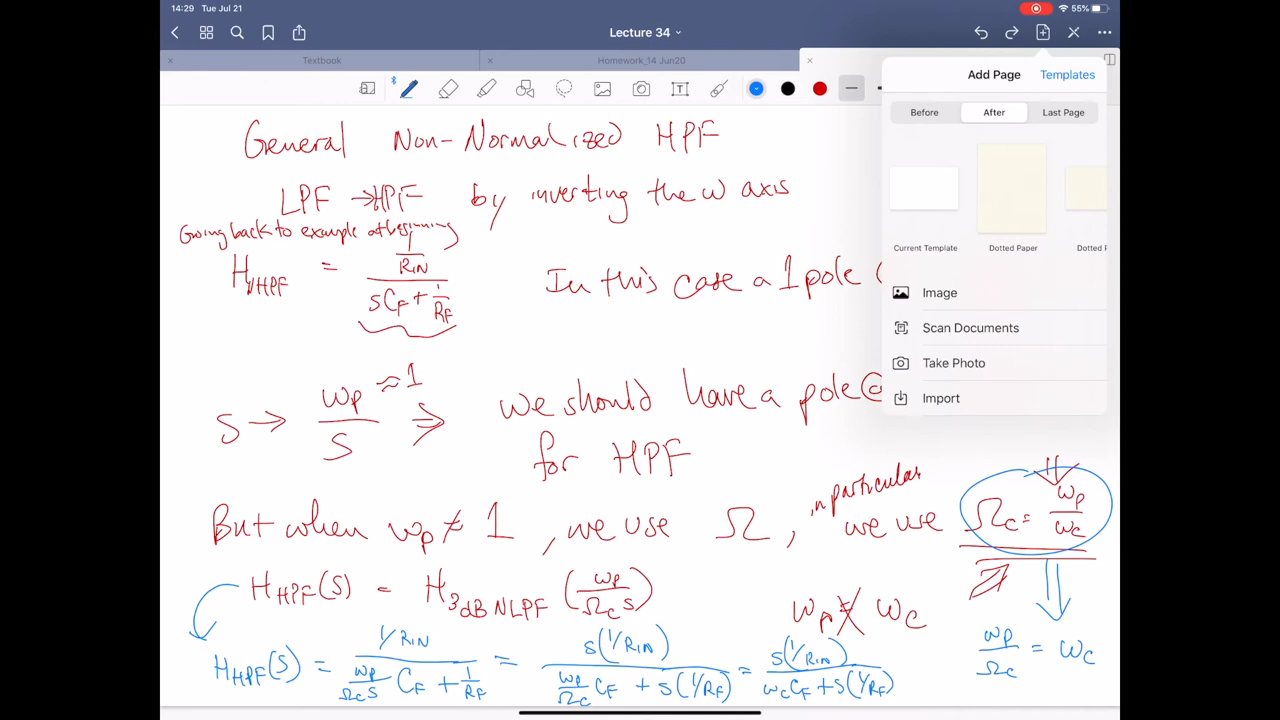 14:29 Tue Jul 21
55%
Lecture 34
Textbook
Homework_14 Jun20
Add Page
Templates
Before
After
Last Page
Current Template
Dotted Paper
Dotted P
Image
Scan Documents
Take Photo
Import
General Non-Normalized HPF
LPF → HPF by inverting the ω axis
Going back to example at beginning
H_NHPF = (1/R_IN) / (sC_F + 1/R_F) In this case a 1 pole
s → ω_P/s ≈ 1 ⇒ we should have a pole @
for HPF
But when ω_p ≠ 1, we use Ω, in particular we use Ω_c = ω_p/ω_c
H_HPF(s) = H_3dB NLPF (ω_p/(Ω_c s))
ω_p ≠ ω_c
H_HPF(s) = (1/R_IN) / (ω_p/(Ω_c s) C_F + 1/R_F) = s(1/R_IN) / (ω_p/Ω_c C_F + s(1/R_F)) = s(1/R_IN) / (ω_c C_F + s(1/R_F))
ω_p/Ω_c = ω_c